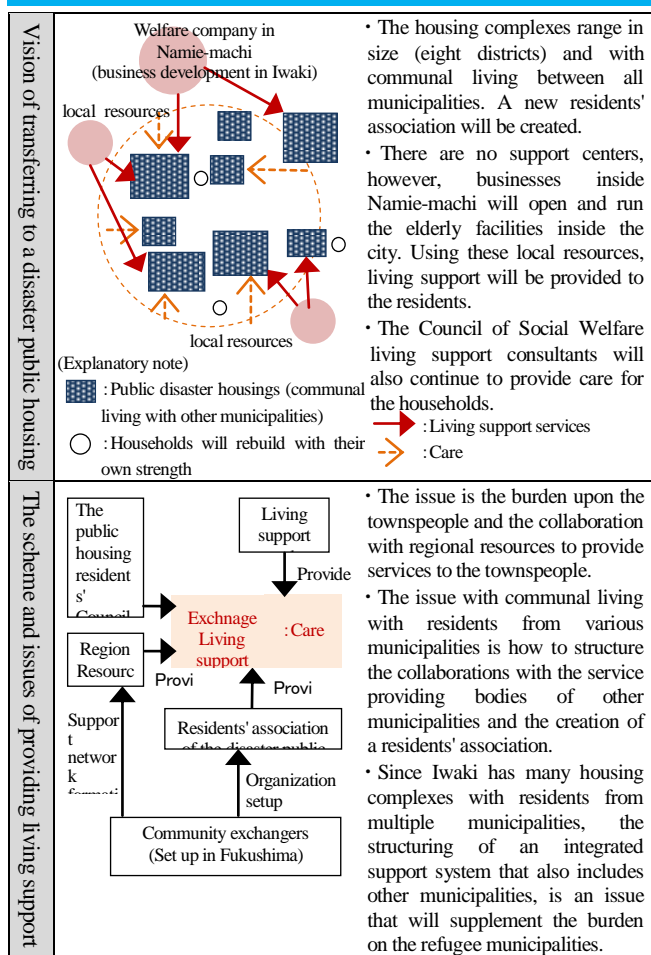 Vision of transferring to a disaster public housing
Welfare company in
Namie-machi
(business development in Iwaki)
local resources
local resources
(Explanatory note)
:Public disaster housings (communal
living with other municipalities)
:Households will rebuild with their
own strength
・The housing complexes range in
size (eight districts) and with
communal living between all
municipalities. A new residents'
association will be created.
・There are no support centers,
however, businesses inside
Namie-machi will open and run
the elderly facilities inside the
city. Using these local resources,
living support will be provided to
the residents.
・The Council of Social Welfare
living support consultants will
also continue to provide care for
the households.
:Living support services
:Care
The scheme and issues of providing living support
The
public
housing
resident
s'
Council
Living
support
Provide
Exchnage
Living
support
:Care
Region
Resourc
Provi
Provi
Suppor
t
networ
k
formati
Residents' association
of the disaster public
Organization
setup
Community exchangers
(Set up in Fukushima)
・The issue is the burden upon the
townspeople and the collaboration
with regional resources to provide
services to the townspeople.
・The issue with communal living
with residents from various
municipalities is how to structure
the collaborations with the service
providing bodies of other
municipalities and the creation of
a residents' association.
・Since Iwaki has many housing
complexes with residents from
multiple municipalities, the
structuring of an integrated
support system that also includes
other municipalities, is an issue
that will supplement the burden
on the refugee municipalities.